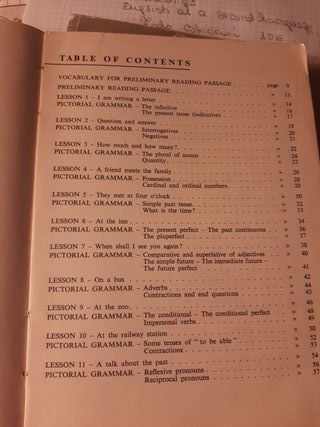 English as a second language
TABLE OF CONTENTS
VOCABULARY FOR PRELIMINARY READING PASSAGE. page 9
PRELIMINARY READING PASSAGE. » 13
LESSON 1 – I am writing a letter » 14
PICTORIAL GRAMMAR – The infinitive » 16
The present tense (indicative) » 17
LESSON 2 – Question and answer » 18
PICTORIAL GRAMMAR – Interrogatives » 20
Negatives » 21
LESSON 3 – How much and how many? » 22
PICTORIAL GRAMMAR – The plural of nouns » 24
Quantity. » 25
LESSON 4 – A friend meets the family » 26
PICTORIAL GRAMMAR – Possession » 28
Cardinal and ordinal numbers. » 29
LESSON 5 – They met at four o'clock » 30
PICTORIAL GRAMMAR – Simple past tense » 32
What is the time? » 33
LESSON 6 – At the inn » 34
PICTORIAL GRAMMAR – The present perfect – The past continuous » 36
The pluperfect » 37
LESSON 7 – When shall I see you again? » 38
PICTORIAL GRAMMAR – Comparative and superlative of adjectives » 40
The simple future – The immediate future –
The future perfect » 41
LESSON 8 – On a bus » 42
PICTORIAL GRAMMAR – Adverbs » 44
Contractions and end questions » 45
LESSON 9 – At the zoo » 46
PICTORIAL GRAMMAR – The conditional – The conditional perfect » 48
Impersonal verbs » 49
LESSON 10 – At the railway station » 50
PICTORIAL GRAMMAR – Some tenses of "to be able" » 52
Contractions » 53
LESSON 11 – A talk about the past » 54
PICTORIAL GRAMMAR – Reflexive pronouns » 56
Reciprocal pronouns » 57